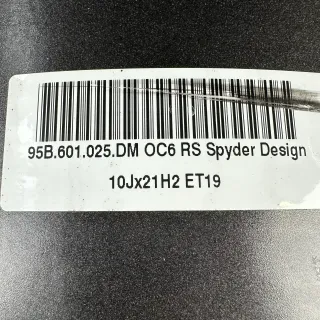 95B.601.025.DM OC6 RS Spyder Design
10Jx21H2 ET19